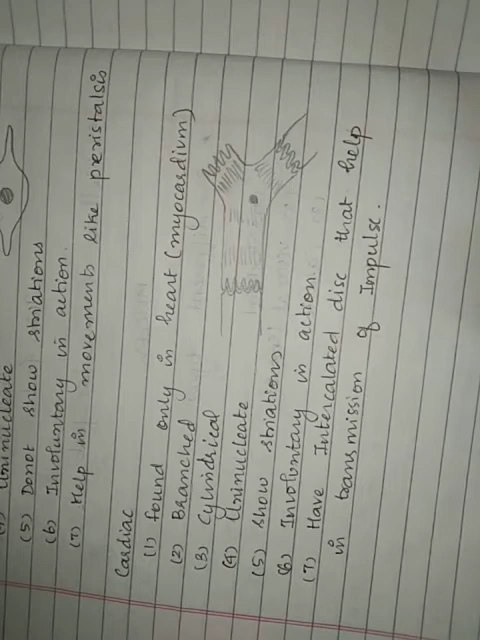 Uninucleate
(5) Donot show striations
(6) Involuntary in action.
(7) Help in movements like peristalsis
Cardiac
(1) found only in heart (myocardium)
(2) Branched
(3) Cylindrical
(4) Uninucleate
(5) show striations
(6) Involuntary in action.
(7) Have Intercalated disc that help
in transmission of Impulse.